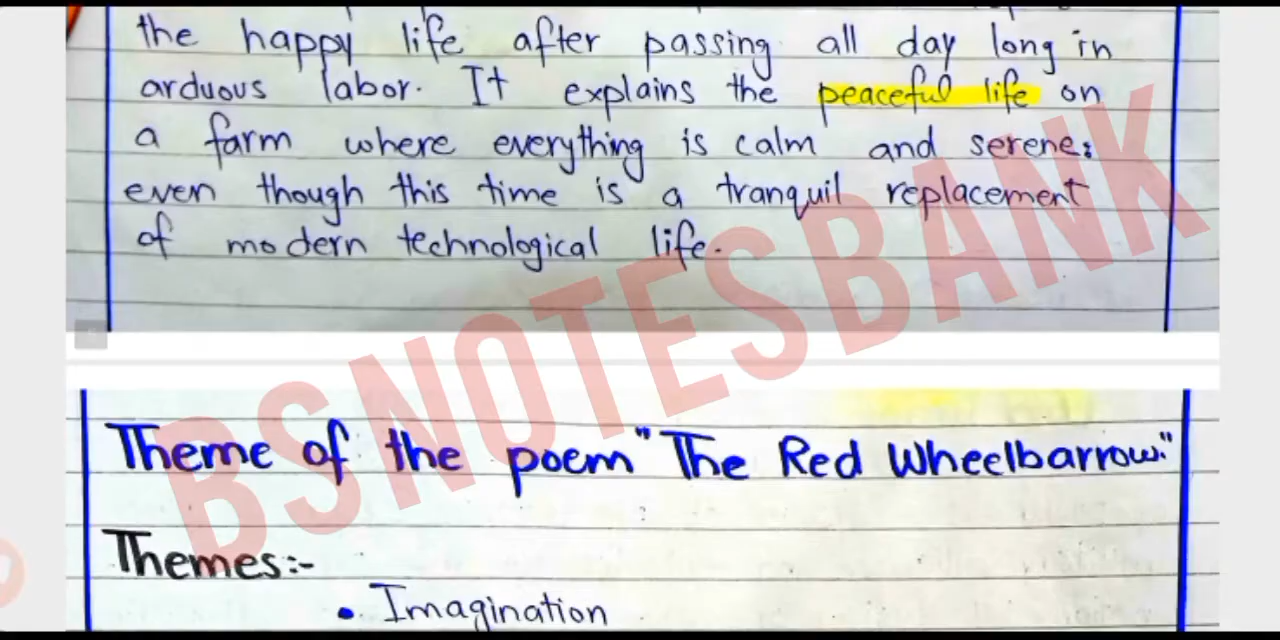 the happy life after passing all day long in
arduous labor. It explains the peaceful life on
a farm where everything is calm and serene:
even though this time is a tranquil replacement
of modern technological life.
BSNOTESBANK
Theme of the poem "The Red Wheelbarrow."
Themes:-
• Imagination